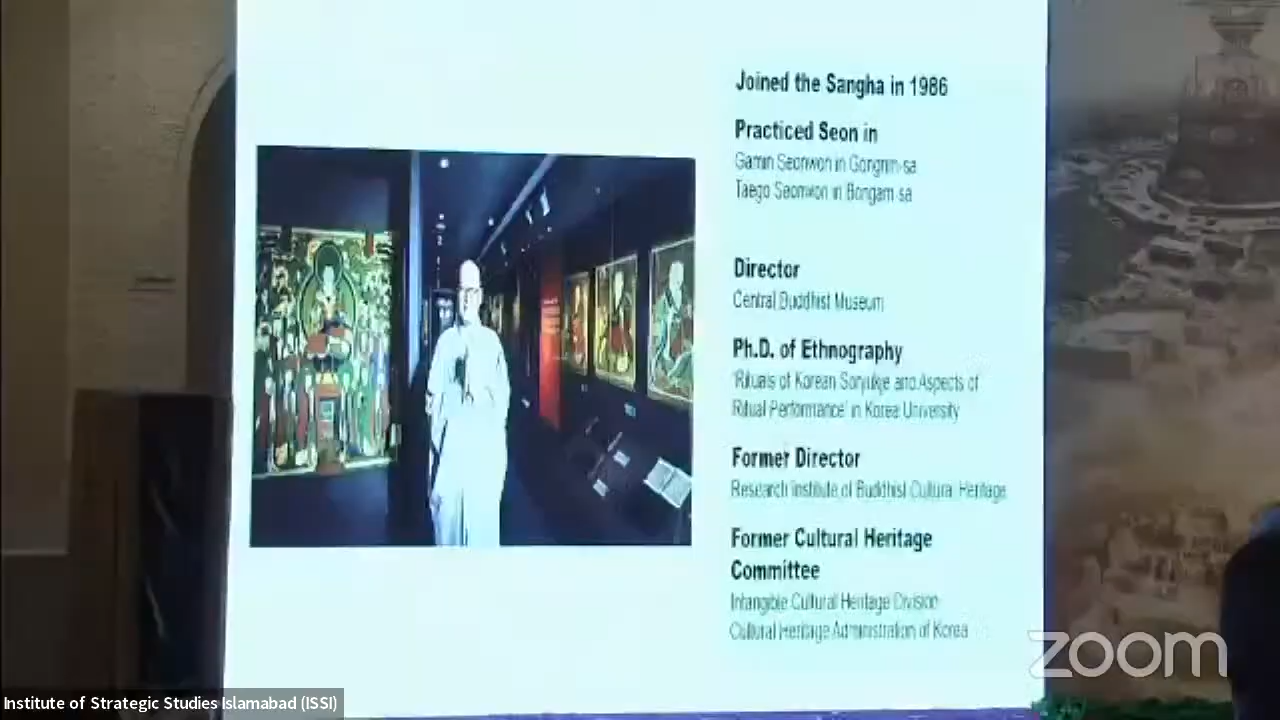 Joined the Sangha in 1986
Practiced Seon in
Gamin Seonwon in
Taego Seonwon in Bongam-sa
Director
Central Buddhist Museum
Ph.D. of Ethnography
'Rituals of Korean and Aspects of
Ritual Performance' in Korea University
Former Director
Research Institute of Buddhist Cultural Heritage
Former Cultural Heritage
Committee
Intangible Cultural Heritage Division
Cultural Heritage Administration of Korea
zoom
Institute of Strategic Studies Islamabad (ISSI)